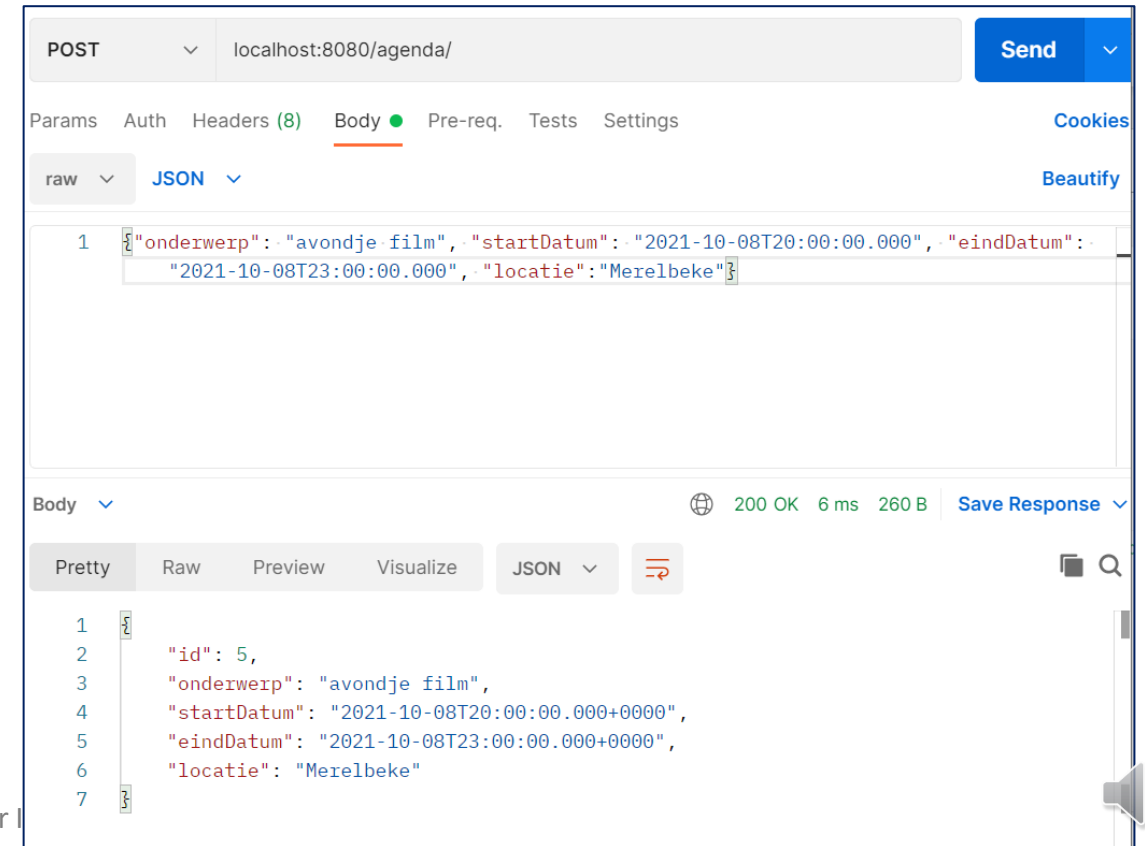 POST localhost:8080/agenda/ Send
Params Auth Headers (8) Body Pre-req. Tests Settings Cookies
raw JSON Beautify
1 {"onderwerp": "avondje film", "startDatum": "2021-10-08T20:00:00.000", "eindDatum":
"2021-10-08T23:00:00.000", "locatie":"Merelbeke"}
Body 200 OK 6 ms 260 B Save Response
Pretty Raw Preview Visualize JSON
1 {
2 "id": 5,
3 "onderwerp": "avondje film",
4 "startDatum": "2021-10-08T20:00:00.000+0000",
5 "eindDatum": "2021-10-08T23:00:00.000+0000",
6 "locatie": "Merelbeke"
7 }